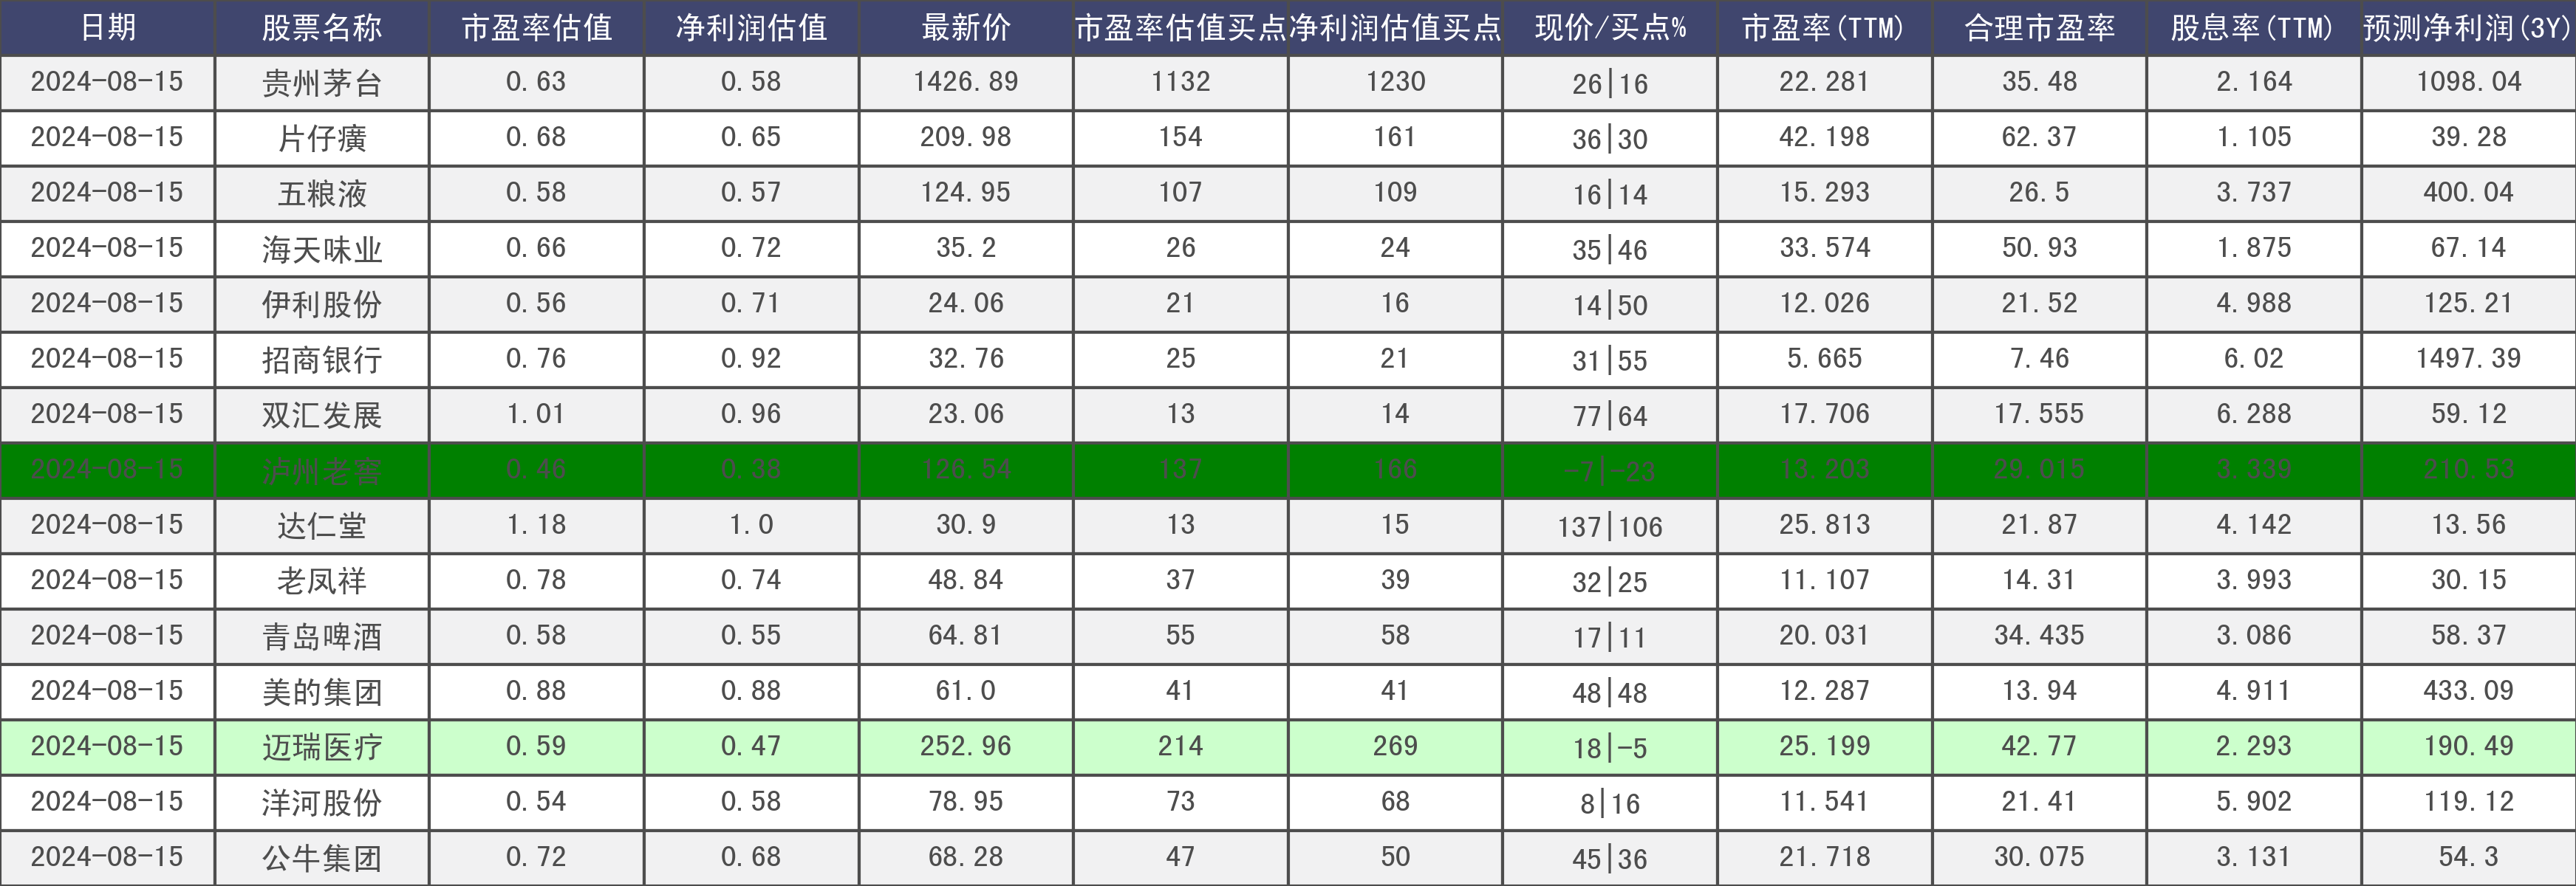 日期 股票名称 市盈率估值 净利润估值 最新价 市盈率估值买点 净利润估值买点 现价/买点% 市盈率(TTM) 合理市盈率 股息率(TTM) 预测净利润(3Y)
2024-08-15 贵州茅台 0.63 0.58 1426.89 1132 1230 26|16 22.281 35.48 2.164 1098.04
2024-08-15 片仔癀 0.68 0.65 209.98 154 161 36|30 42.198 62.37 1.105 39.28
2024-08-15 五粮液 0.58 0.57 124.95 107 109 16|14 15.293 26.5 3.737 400.04
2024-08-15 海天味业 0.66 0.72 35.2 26 24 35|46 33.574 50.93 1.875 67.14
2024-08-15 伊利股份 0.56 0.71 24.06 21 16 14|50 12.026 21.52 4.988 125.21
2024-08-15 招商银行 0.76 0.92 32.76 25 21 31|55 5.665 7.46 6.02 1497.39
2024-08-15 双汇发展 1.01 0.96 23.06 13 14 77|64 17.706 17.555 6.288 59.12
2024-08-15 泸州老窖 0.46 0.38 126.54 137 166 -7|-23 13.203 29.015 3.339 210.53
2024-08-15 达仁堂 1.18 1.0 30.9 13 15 137|106 25.813 21.87 4.142 13.56
2024-08-15 老凤祥 0.78 0.74 48.84 37 39 32|25 11.107 14.31 3.993 30.15
2024-08-15 青岛啤酒 0.58 0.55 64.81 55 58 17|11 20.031 34.435 3.086 58.37
2024-08-15 美的集团 0.88 0.88 61.0 41 41 48|48 12.287 13.94 4.911 433.09
2024-08-15 迈瑞医疗 0.59 0.47 252.96 214 269 18|-5 25.199 42.77 2.293 190.49
2024-08-15 洋河股份 0.54 0.58 78.95 73 68 8|16 11.541 21.41 5.902 119.12
2024-08-15 公牛集团 0.72 0.68 68.28 47 50 45|36 21.718 30.075 3.131 54.3